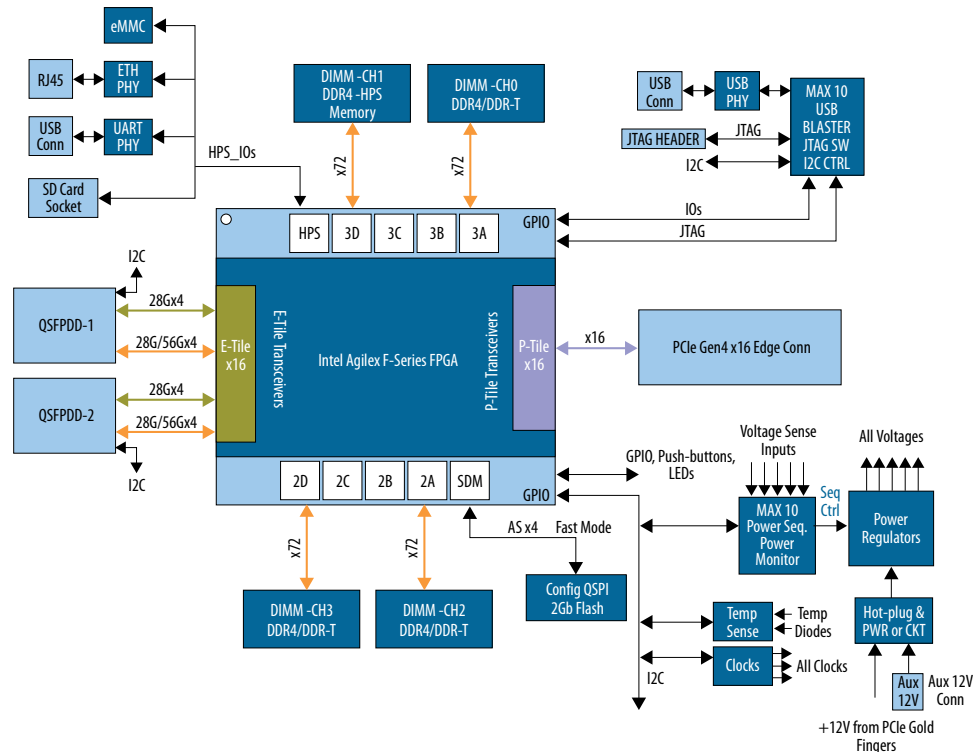 eMMC
RJ45
ETH
PHY
USB
Conn
UART
PHY
SD Card
Socket
HPS_IOs
DIMM -CH1
DDR4 -HPS
Memory
DIMM -CH0
DDR4/DDR-T
x72
x72
USB
Conn
USB
PHY
JTAG HEADER
JTAG
I2C
MAX 10
USB
BLASTER
JTAG SW
I2C CTRL
IOs
JTAG
GPIO
HPS
3D
3C
3B
3A
I2C
QSFPDD-1
28Gx4
28G/56Gx4
QSFPDD-2
28Gx4
28G/56Gx4
I2C
E-Tile
x16
E-Tile Transceivers
Intel Agilex F-Series FPGA
P-Tile Transceivers
P-Tile
x16
x16
PCIe Gen4 x16 Edge Conn
2D
2C
2B
2A
SDM
GPIO
GPIO, Push-buttons,
LEDs
x72
x72
AS x4
Fast Mode
DIMM -CH3
DDR4/DDR-T
DIMM -CH2
DDR4/DDR-T
Config QSPI
2Gb Flash
Voltage Sense
Inputs
All Voltages
MAX 10
Power Seq.
Power
Monitor
Seq
Ctrl
Power
Regulators
Temp
Sense
Temp
Diodes
Hot-plug &
PWR or CKT
Clocks
All Clocks
I2C
Aux
12V
Aux 12V
Conn
+12V from PCIe Gold
Fingers